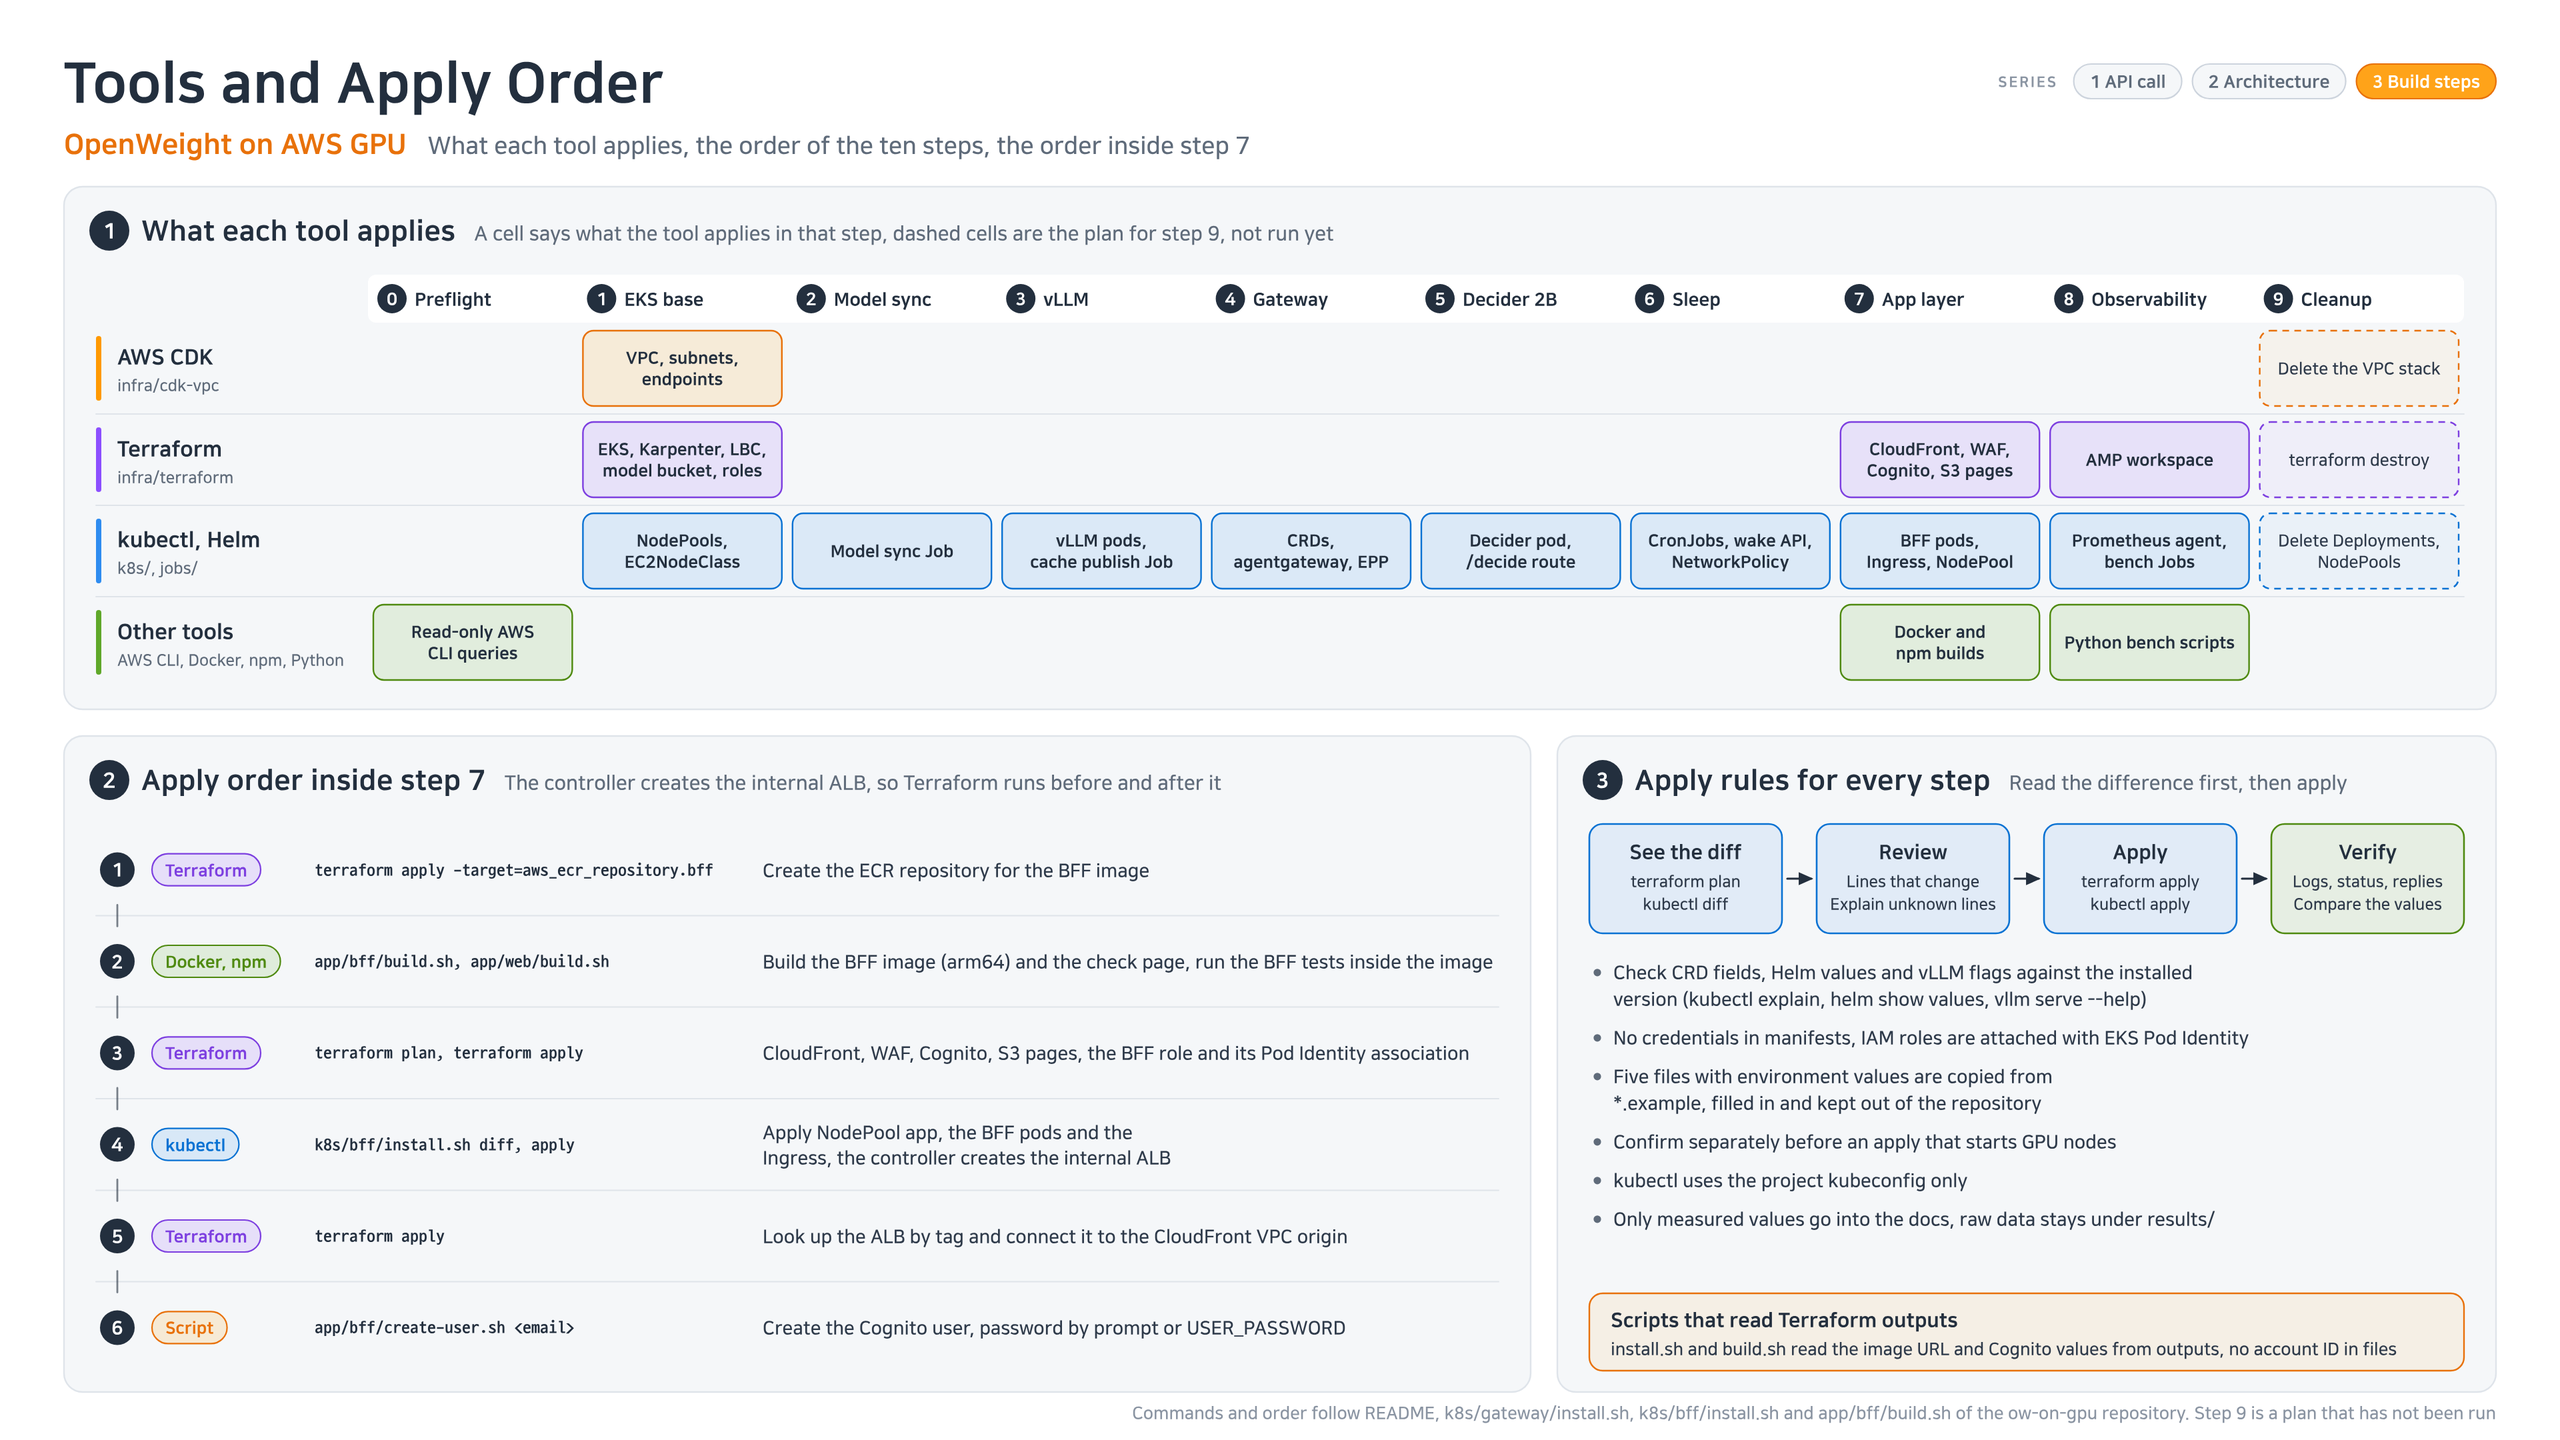 Tools and Apply Order
SERIES
1 API call
2 Architecture
3 Build steps
OpenWeight on AWS GPU
What each tool applies, the order of the ten steps, the order inside step 7
1 What each tool applies
A cell says what the tool applies in that step, dashed cells are the plan for step 9, not run yet
0 Preflight
1 EKS base
2 Model sync
3 vLLM
4 Gateway
5 Decider 2B
6 Sleep
7 App layer
8 Observability
9 Cleanup
AWS CDK
infra/cdk-vpc
VPC, subnets,
endpoints
Delete the VPC stack
Terraform
infra/terraform
EKS, Karpenter, LBC,
model bucket, roles
CloudFront, WAF,
Cognito, S3 pages
AMP workspace
terraform destroy
kubectl, Helm
k8s/, jobs/
NodePools,
EC2NodeClass
Model sync Job
vLLM pods,
cache publish Job
CRDs,
agentgateway, EPP
Decider pod,
/decide route
CronJobs, wake API,
NetworkPolicy
BFF pods,
Ingress, NodePool
Prometheus agent,
bench Jobs
Delete Deployments,
NodePools
Other tools
AWS CLI, Docker, npm, Python
Read-only AWS
CLI queries
Docker and
npm builds
Python bench scripts
2 Apply order inside step 7
The controller creates the internal ALB, so Terraform runs before and after it
1 Terraform
terraform apply -target=aws_ecr_repository.bff
Create the ECR repository for the BFF image
2 Docker, npm
app/bff/build.sh, app/web/build.sh
Build the BFF image (arm64) and the check page, run the BFF tests inside the image
3 Terraform
terraform plan, terraform apply
CloudFront, WAF, Cognito, S3 pages, the BFF role and its Pod Identity association
4 kubectl
k8s/bff/install.sh diff, apply
Apply NodePool app, the BFF pods and the
Ingress, the controller creates the internal ALB
5 Terraform
terraform apply
Look up the ALB by tag and connect it to the CloudFront VPC origin
6 Script
app/bff/create-user.sh <email>
Create the Cognito user, password by prompt or USER_PASSWORD
3 Apply rules for every step
Read the difference first, then apply
See the diff
terraform plan
kubectl diff
Review
Lines that change
Explain unknown lines
Apply
terraform apply
kubectl apply
Verify
Logs, status, replies
Compare the values
• Check CRD fields, Helm values and vLLM flags against the installed
version (kubectl explain, helm show values, vllm serve --help)
• No credentials in manifests, IAM roles are attached with EKS Pod Identity
• Five files with environment values are copied from
*.example, filled in and kept out of the repository
• Confirm separately before an apply that starts GPU nodes
• kubectl uses the project kubeconfig only
• Only measured values go into the docs, raw data stays under results/
Scripts that read Terraform outputs
install.sh and build.sh read the image URL and Cognito values from outputs, no account ID in files
Commands and order follow README, k8s/gateway/install.sh, k8s/bff/install.sh and app/bff/build.sh of the ow-on-gpu repository. Step 9 is a plan that has not been run